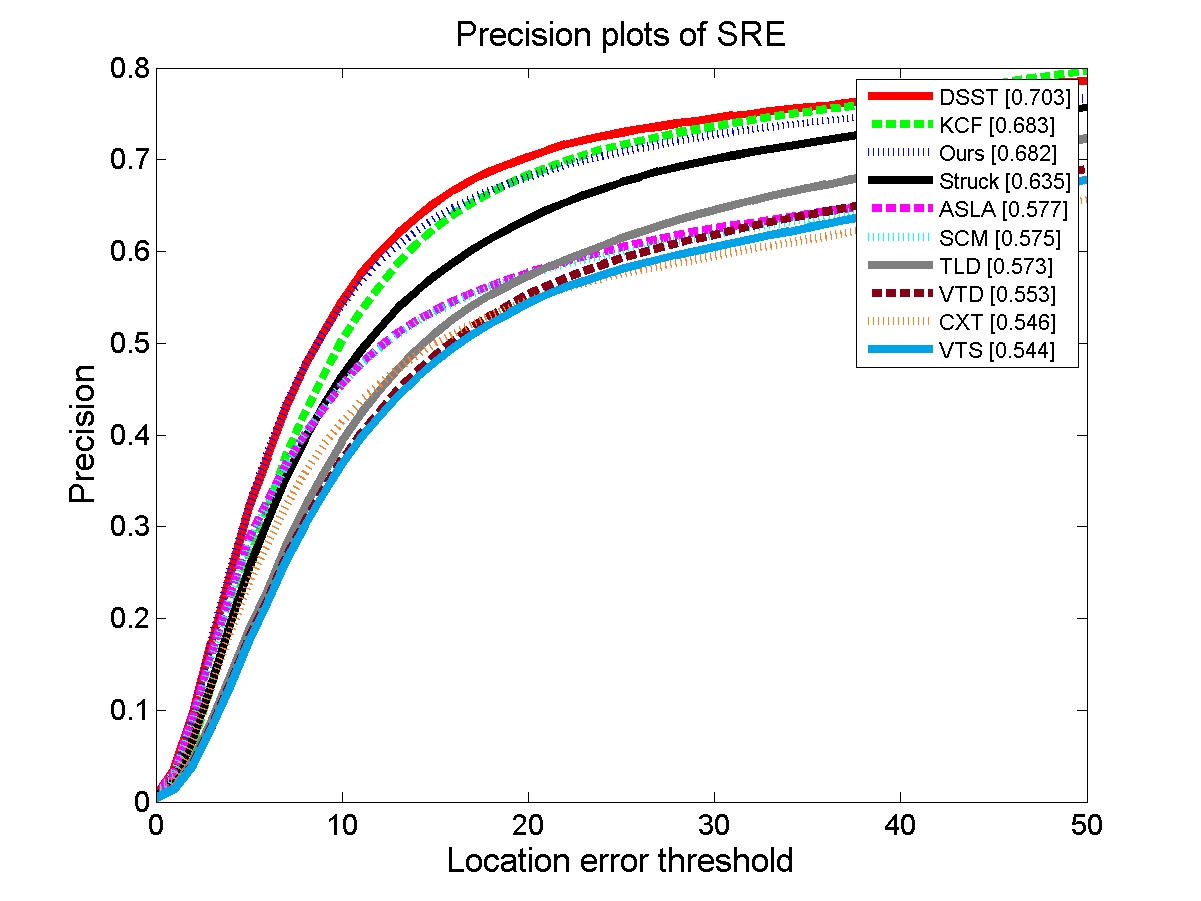 Precision plots of SRE
0.8
0.7
0.6
0.5
0.4
0.3
0.2
0.1
0
Precision
DSST [0.703]
KCF [0.683]
Ours [0.682]
Struck [0.635]
ASLA [0.577]
SCM [0.575]
TLD [0.573]
VTD [0.553]
CXT [0.546]
VTS [0.544]
0 10 20 30 40 50
Location error threshold